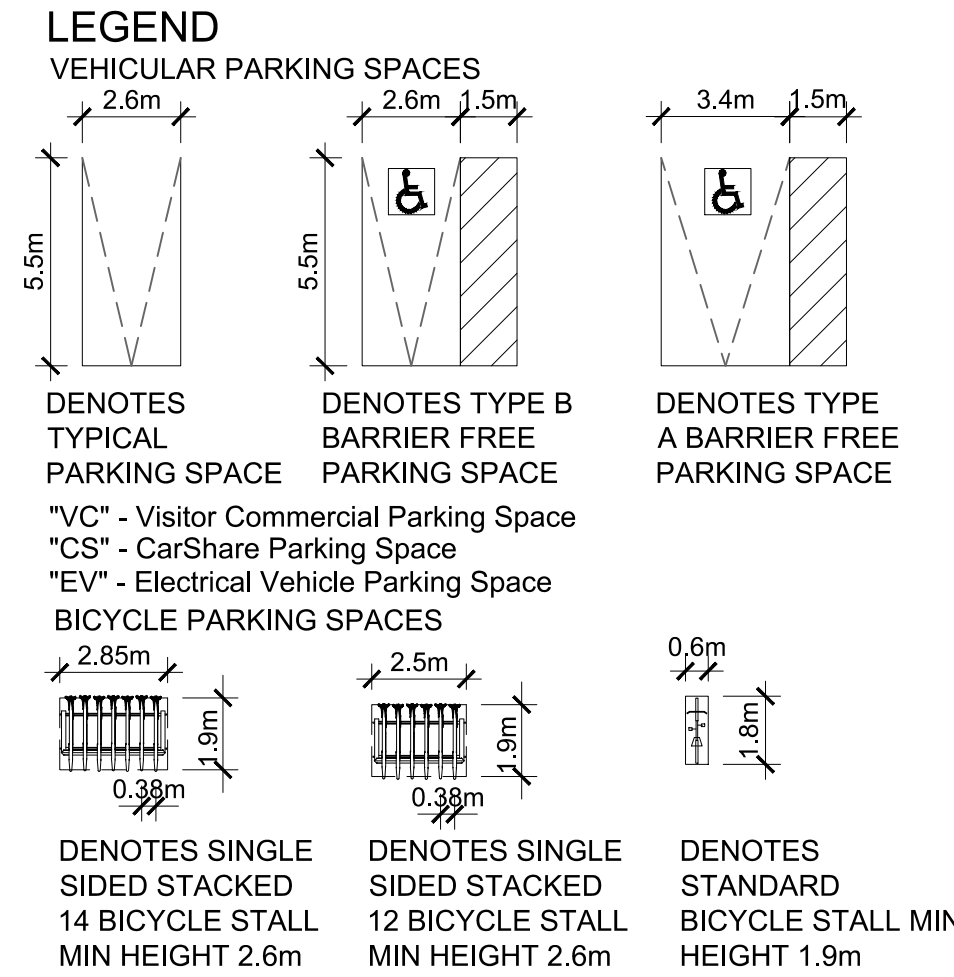 LEGEND
VEHICULAR PARKING SPACES
2.6m
2.6m 1.5m
3.4m 1.5m
5.5m
5.5m
DENOTES
TYPICAL
PARKING SPACE
DENOTES TYPE B
BARRIER FREE
PARKING SPACE
DENOTES TYPE
A BARRIER FREE
PARKING SPACE
"VC" - Visitor Commercial Parking Space
"CS" - CarShare Parking Space
"EV" - Electrical Vehicle Parking Space
BICYCLE PARKING SPACES
2.85m
1.9m
0.38m
DENOTES SINGLE
SIDED STACKED
14 BICYCLE STALL
MIN HEIGHT 2.6m
2.5m
1.9m
0.38m
DENOTES SINGLE
SIDED STACKED
12 BICYCLE STALL
MIN HEIGHT 2.6m
0.6m
1.8m
DENOTES
STANDARD
BICYCLE STALL MIN
HEIGHT 1.9m